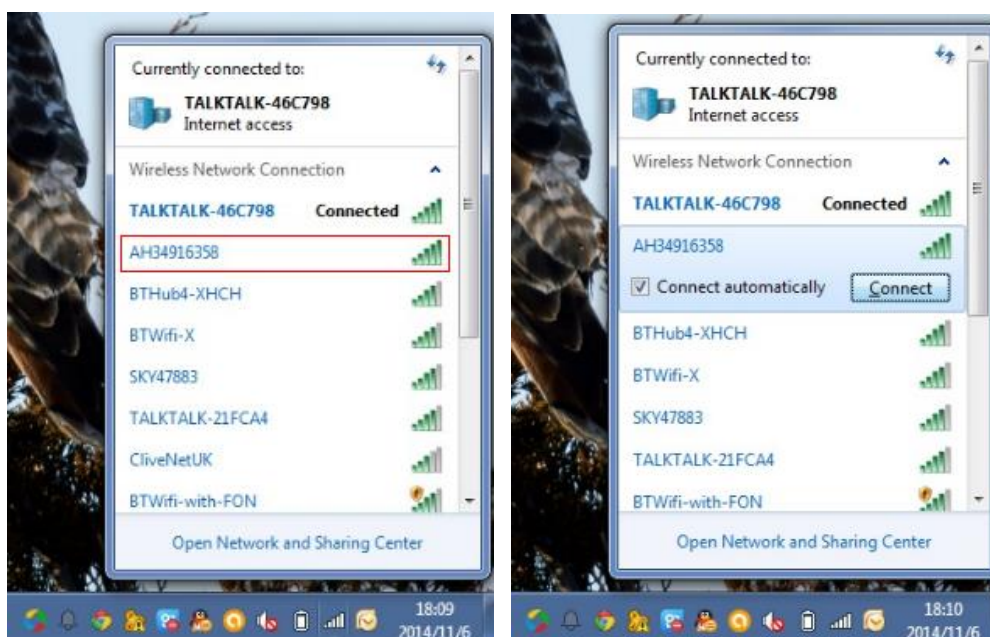 Currently connected to:
TALKTALK-46C798
Internet access
Wireless Network Connection
TALKTALK-46C798 Connected
AH34916358
BTHub4-XHCH
BTWifi-X
SKY47883
TALKTALK-21FCA4
CliveNetUK
BTWifi-with-FON
Open Network and Sharing Center
18:09
2014/11/6
Currently connected to:
TALKTALK-46C798
Internet access
Wireless Network Connection
TALKTALK-46C798 Connected
AH34916358
Connect automatically Connect
BTHub4-XHCH
BTWifi-X
SKY47883
TALKTALK-21FCA4
BTWifi-with-FON
Open Network and Sharing Center
18:10
2014/11/6